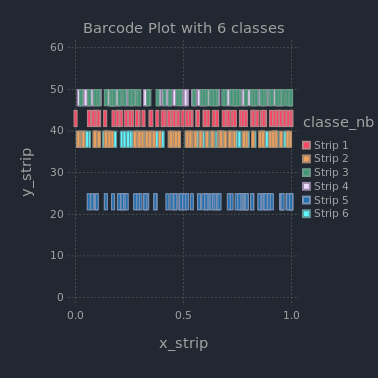 Barcode Plot with 6 classes
60
50
40
30
20
10
0
y_strip
0.0
0.5
1.0
x_strip
classe_nb
Strip 1
Strip 2
Strip 3
Strip 4
Strip 5
Strip 6